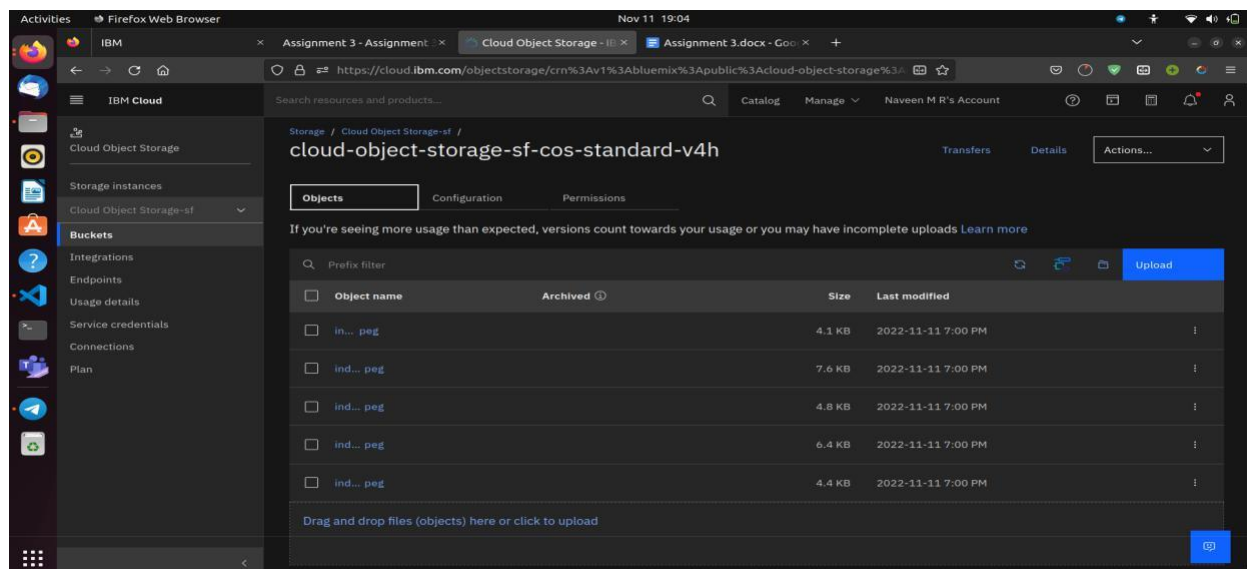 Activities Firefox Web Browser Nov 11 19:04
IBM × Assignment 3 - Assignment × Cloud Object Storage - IB × Assignment 3.docx - Goo × +
https://cloud.ibm.com/objectstorage/crn%3Av1%3Abluemix%3Apublic%3Acloud-object-storage%3A
IBM Cloud Search resources and products... Catalog Manage Naveen M R's Account
Storage / Cloud Object Storage-sf /
Cloud Object Storage
cloud-object-storage-sf-cos-standard-v4h Transfers Details Actions...
Storage instances
Cloud Object Storage-sf
Buckets
Integrations
Endpoints
Usage details
Service credentials
Connections
Plan
Objects Configuration Permissions
If you're seeing more usage than expected, versions count towards your usage or you may have incomplete uploads Learn more
Prefix filter Upload
Object name Archived Size Last modified
in... peg 4.1 KB 2022-11-11 7:00 PM
ind... peg 7.6 KB 2022-11-11 7:00 PM
ind... peg 4.8 KB 2022-11-11 7:00 PM
ind... peg 6.4 KB 2022-11-11 7:00 PM
ind... peg 4.4 KB 2022-11-11 7:00 PM
Drag and drop files (objects) here or click to upload